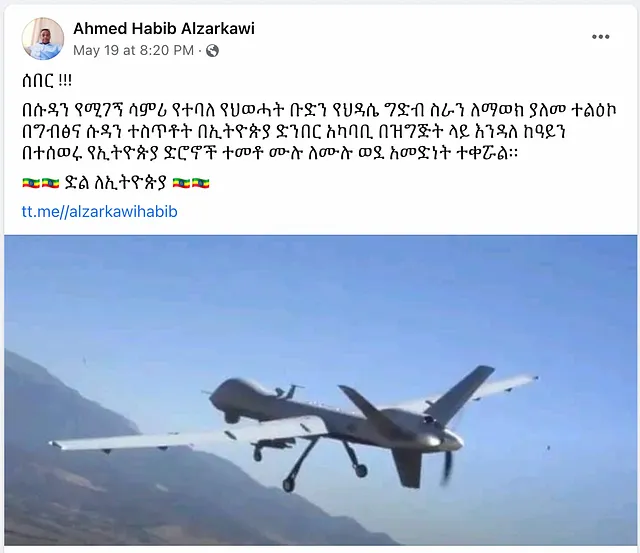 Ahmed Habib Alzarkawi
May 19 at 8:20 PM ·
ሰበር !!!
በሱዳን የሚገኝ ሳምሪ የተባለ የህወሓት ቡድን የህዳሴ ግድብ ስራን ለማወክ ያለመ ተልዕኮ
በግብፅና ሱዳን ተስጥቶት በኢትዮጵያ ድንበር አካባቢ በዝግጅት ላይ እንዳለ ከዓይን
በተሰወሩ የኢትዮጵያ ድሮኖች ተመቶ ሙሉ ለሙሉ ወደ አመድነት ተቀሯል።
🇪🇹🇪🇹 ድል ለኢትዮጵያ 🇪🇹🇪🇹
tt.me//alzarkawihabib